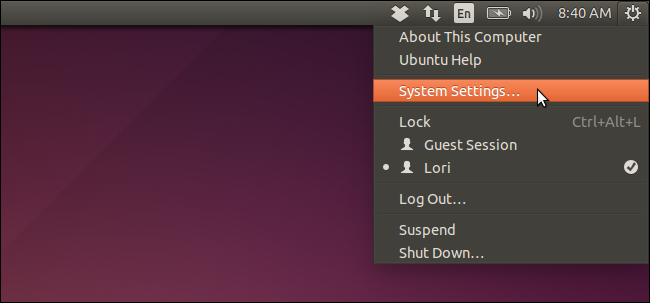 En 8:40 AM
About This Computer
Ubuntu Help
System Settings...
Lock Ctrl+Alt+L
Guest Session
Lori
Log Out...
Suspend
Shut Down...